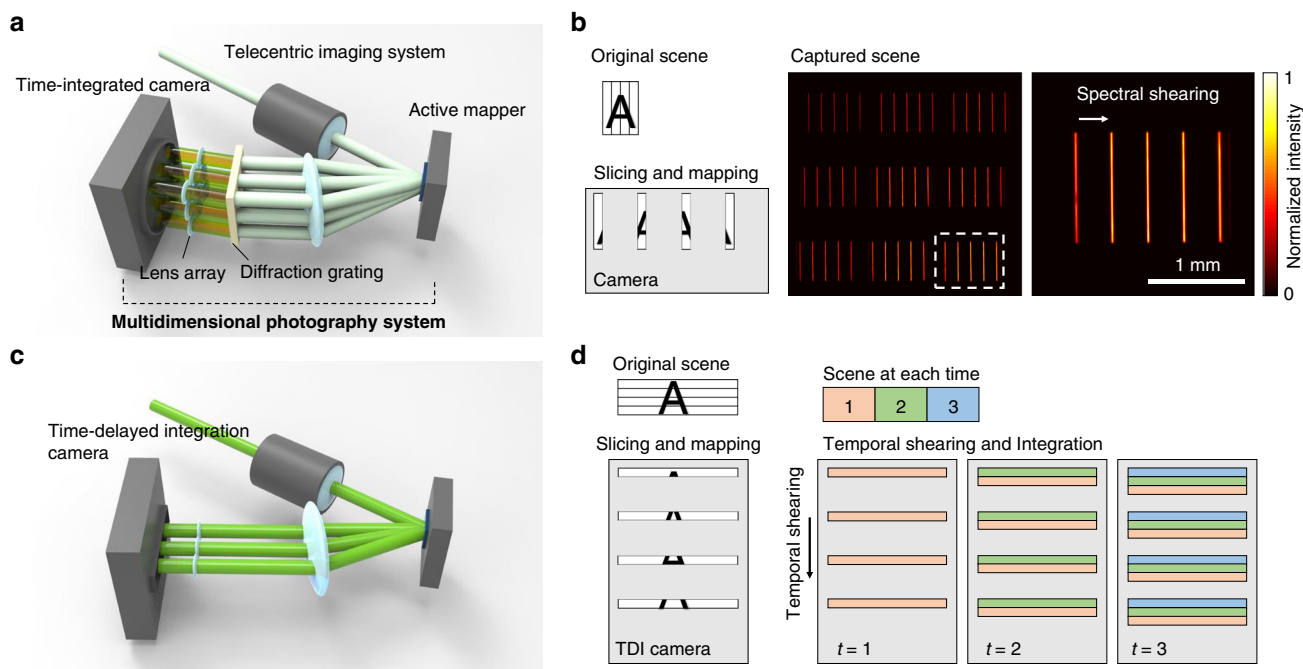 a
Telecentric imaging system
Time-integrated camera
Active mapper
Lens array
Diffraction grating
Multidimensional photography system
b
Original scene
A
Slicing and mapping
Camera
Captured scene
Spectral shearing
1 mm
1
Normalized intensity
0
c
Time-delayed integration
camera
d
Original scene
A
Slicing and mapping
TDI camera
Scene at each time
1 2 3
Temporal shearing and Integration
Temporal shearing
t = 1
t = 2
t = 3